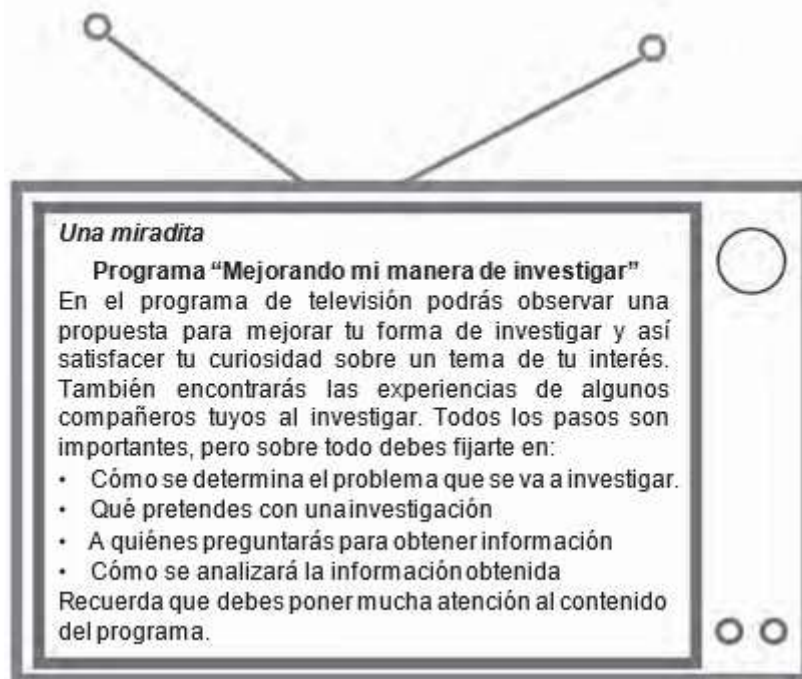 Una miradita
Programa “Mejorando mi manera de investigar”
En el programa de televisión podrás observar una
propuesta para mejorar tu forma de investigar y así
satisfacer tu curiosidad sobre un tema de tu interés.
También encontrarás las experiencias de algunos
compañeros tuyos al investigar. Todos los pasos son
importantes, pero sobre todo debes fijarte en:
• Cómo se determina el problema que se va a investigar.
• Qué pretendes con unainvestigación
• A quiénes preguntarás para obtener información
• Cómo se analizará la información obtenida
Recuerda que debes poner mucha atención al contenido
del programa.